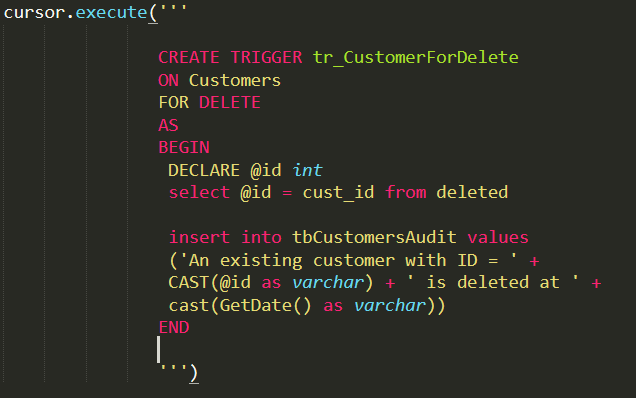 cursor.execute('''
CREATE TRIGGER tr_CustomerForDelete
ON Customers
FOR DELETE
AS
BEGIN
DECLARE @id int
select @id = cust_id from deleted
insert into tbCustomersAudit values
('An existing customer with ID = ' +
CAST(@id as varchar) + ' is deleted at ' +
cast(GetDate() as varchar))
END
''')